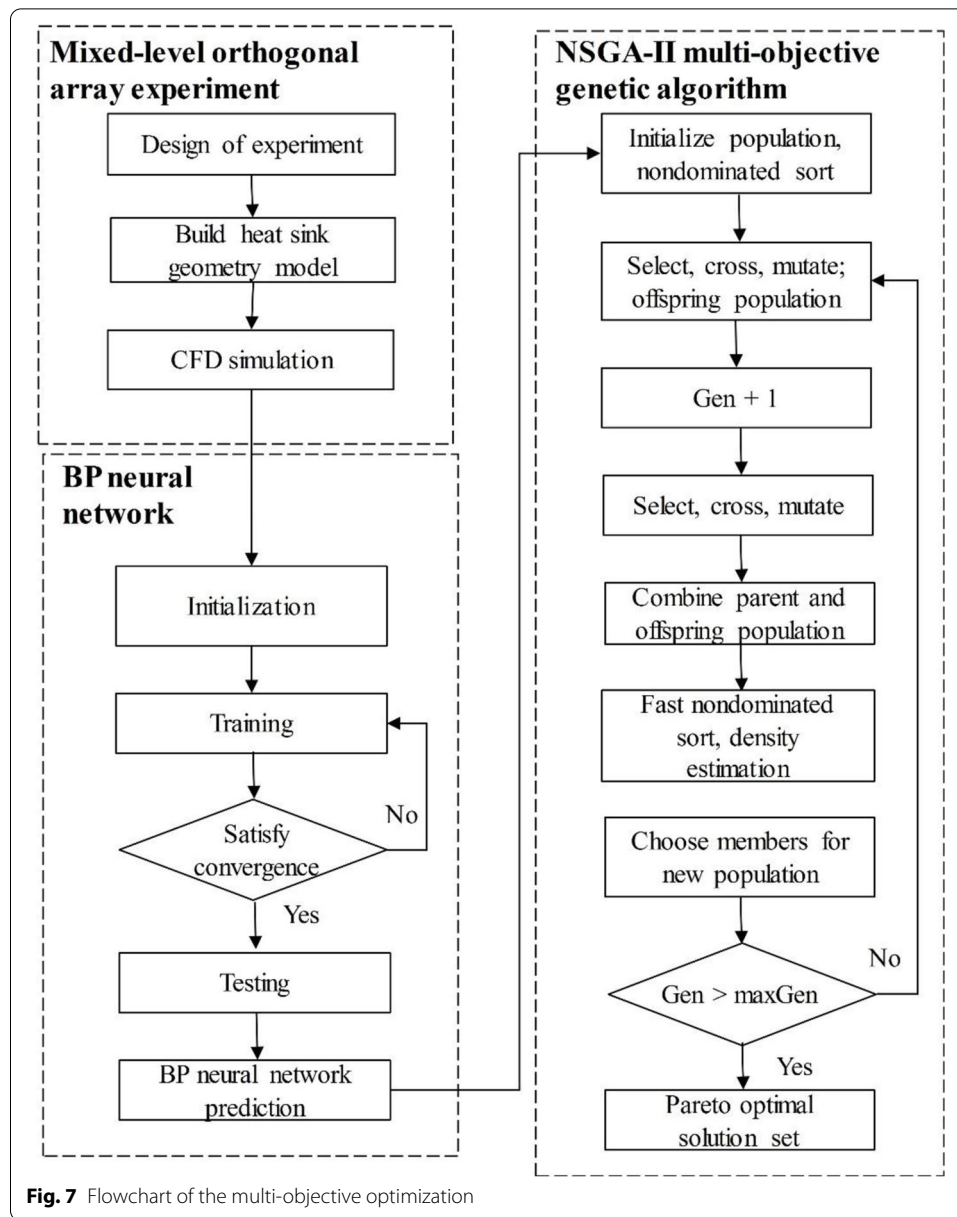 Mixed-level orthogonal
array experiment
Design of experiment
Build heat sink
geometry model
CFD simulation
BP neural
network
Initialization
Training
No
Satisfy
convergence
Yes
Testing
BP neural network
prediction
NSGA-II multi-objective
genetic algorithm
Initialize population,
nondominated sort
Select, cross, mutate;
offspring population
Gen + 1
Select, cross, mutate
Combine parent and
offspring population
Fast nondominated
sort, density
estimation
Choose members for
new population
No
Gen > maxGen
Yes
Pareto optimal
solution set
Fig. 7 Flowchart of the multi-objective optimization